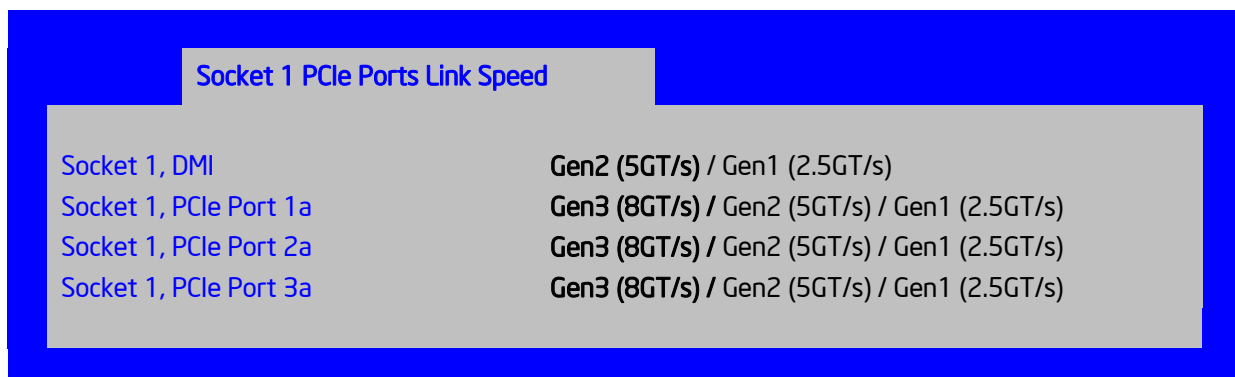 Socket 1 PCIe Ports Link Speed
Socket 1, DMI Gen2 (5GT/s) / Gen1 (2.5GT/s)
Socket 1, PCIe Port 1a Gen3 (8GT/s) / Gen2 (5GT/s) / Gen1 (2.5GT/s)
Socket 1, PCIe Port 2a Gen3 (8GT/s) / Gen2 (5GT/s) / Gen1 (2.5GT/s)
Socket 1, PCIe Port 3a Gen3 (8GT/s) / Gen2 (5GT/s) / Gen1 (2.5GT/s)